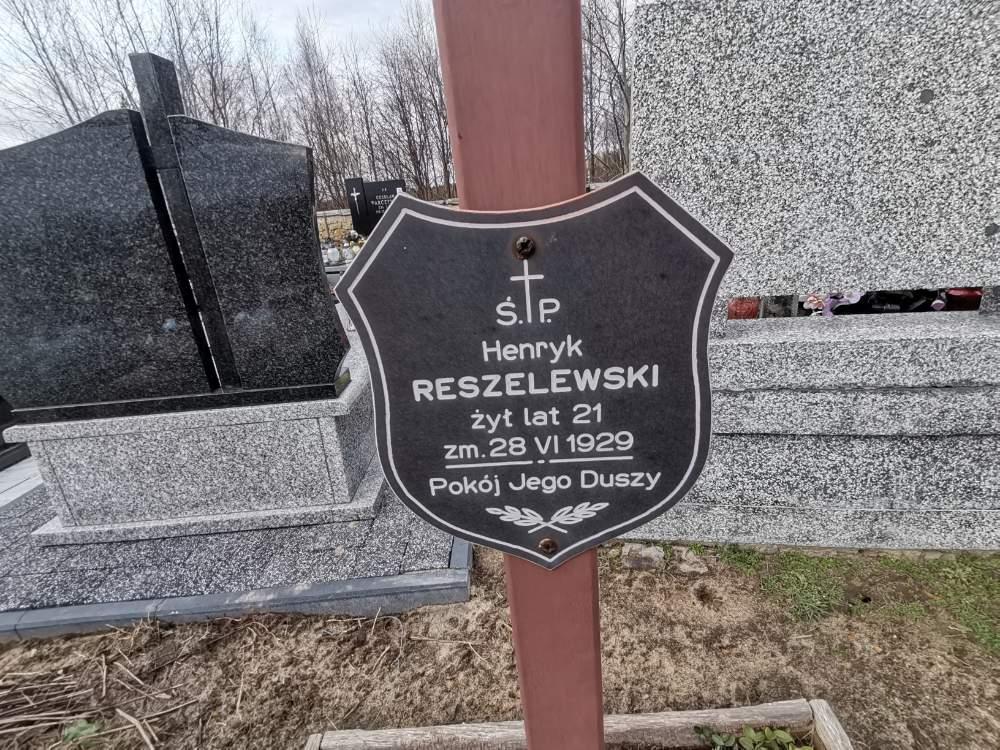 Ś.P.
Henryk
RESZELEWSKI
żył lat 21
zm. 28 VI 1929
Pokój Jego Duszy